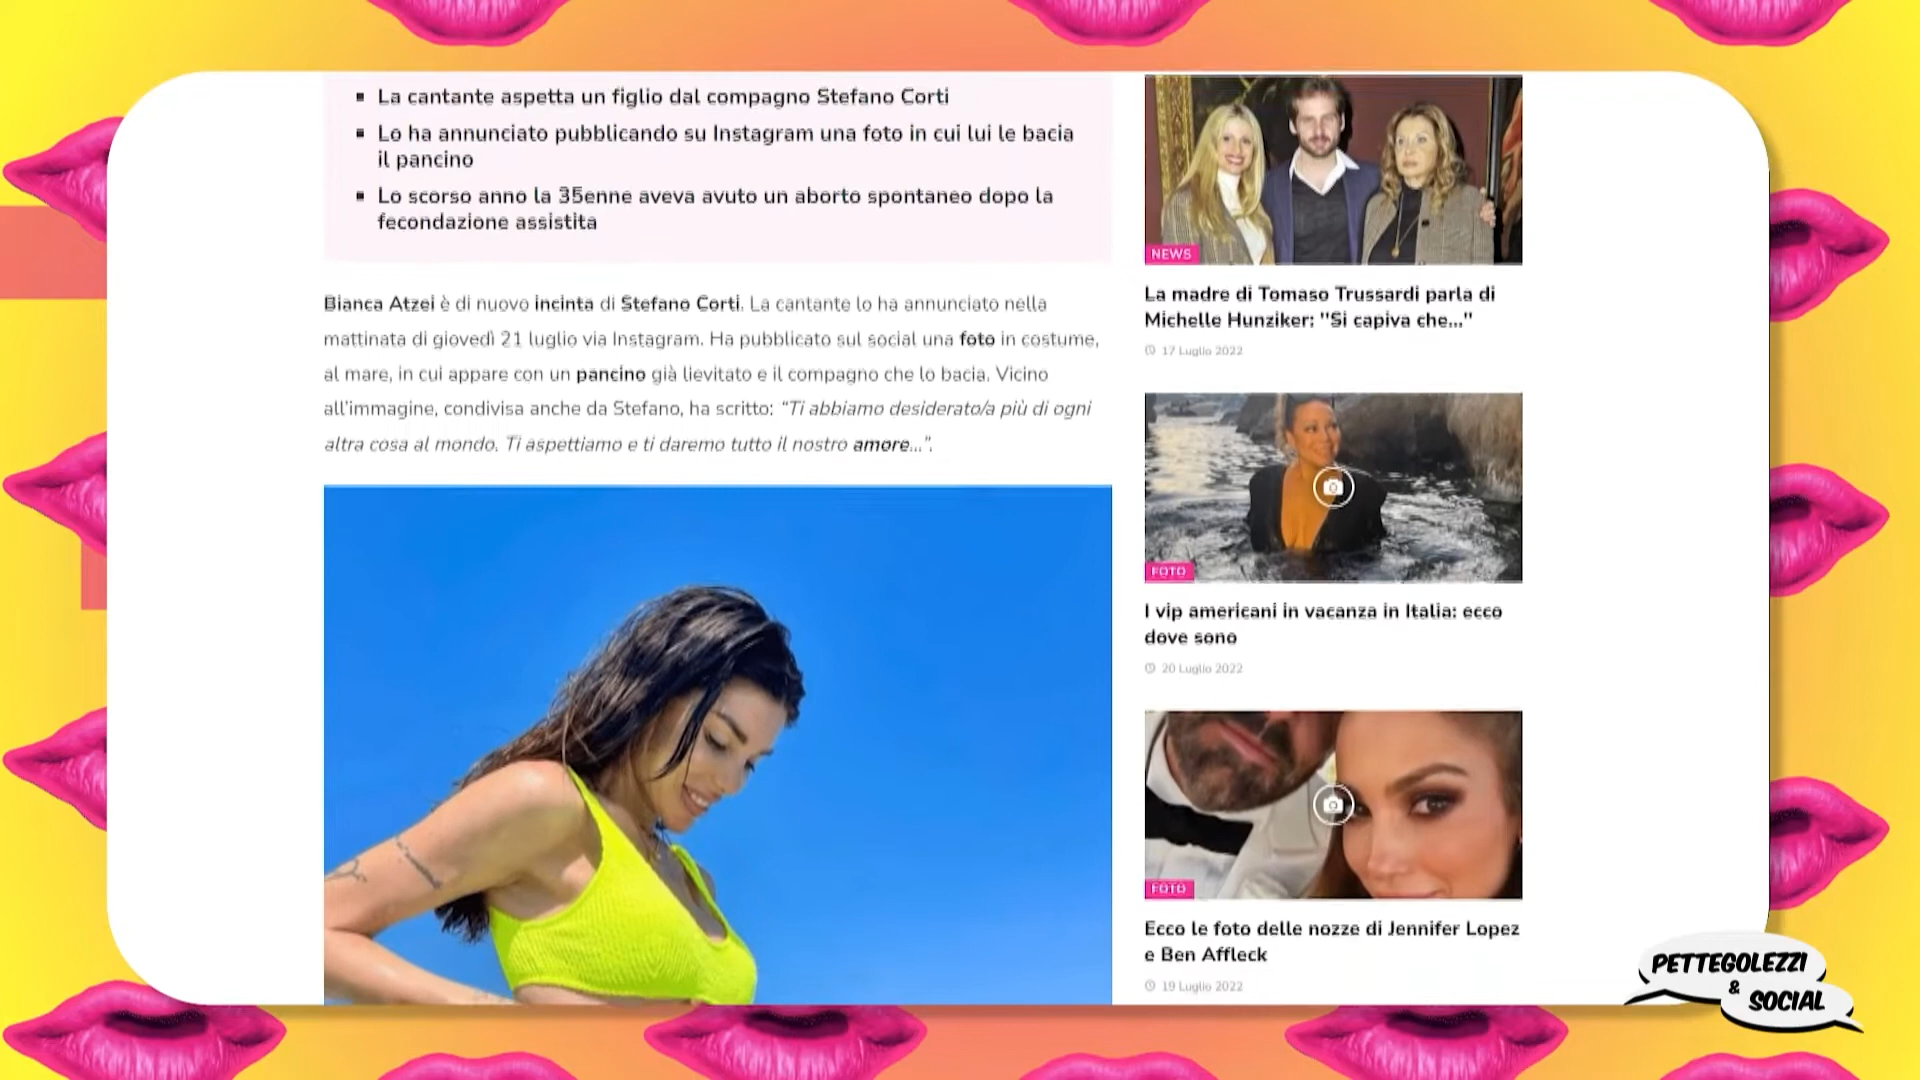 La cantante aspetta un figlio dal compagno Stefano Corti
Lo ha annunciato pubblicando su Instagram una foto in cui lui le bacia
il pancino
Lo scorso anno la 35enne aveva avuto un aborto spontaneo dopo la
fecondazione assistita
Bianca Atzei è di nuovo incinta di Stefano Corti. La cantante lo ha annunciato nella
mattinata di giovedì 21 luglio via Instagram. Ha pubblicato sul social una foto in costume,
al mare, in cui appare con un pancino già lievitato e il compagno che lo bacia. Vicino
all'immagine, condivisa anche da Stefano, ha scritto: “Ti abbiamo desiderato/a più di ogni
altra cosa al mondo. Ti aspettiamo e ti daremo tutto il nostro amore...”.
NEWS
La madre di Tomaso Trussardi parla di
Michelle Hunziker: "Si capiva che..."
17 Luglio 2022
FOTO
I vip americani in vacanza in Italia: ecco
dove sono
20 Luglio 2022
FOTO
Ecco le foto delle nozze di Jennifer Lopez
e Ben Affleck
19 Luglio 2022
PETTEGOLEZZI
&
SOCIAL